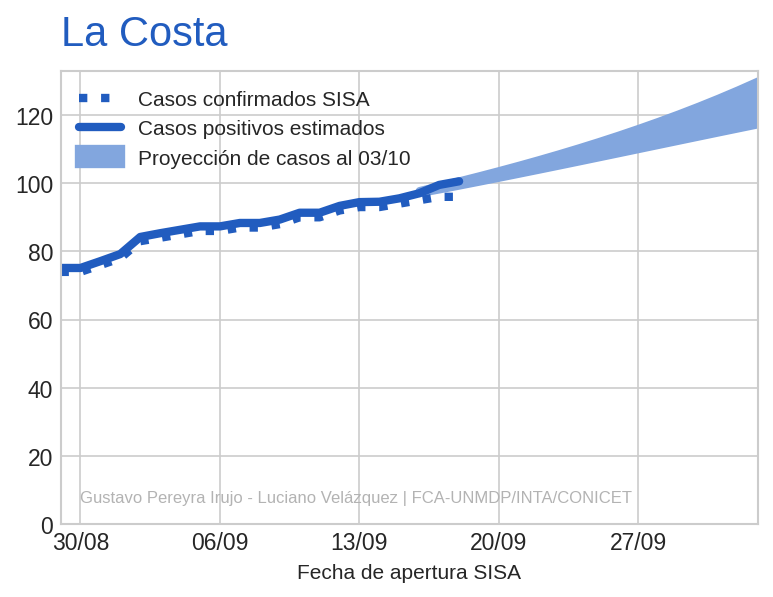 La Costa
Casos confirmados SISA
Casos positivos estimados
Proyección de casos al 03/10
120
100
80
60
40
20
0
Gustavo Pereyra Irujo - Luciano Velázquez | FCA-UNMDP/INTA/CONICET
30/08 06/09 13/09 20/09 27/09
Fecha de apertura SISA